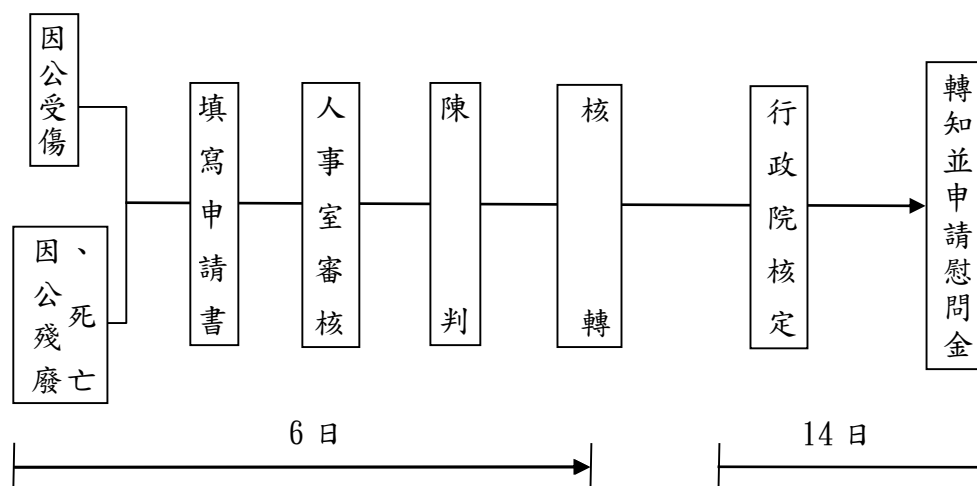 因公受傷
因公殘廢、
死亡
填寫申請書
人事室審核
陳判
核轉
行政院核定
轉知並申請慰問金
6日
14日